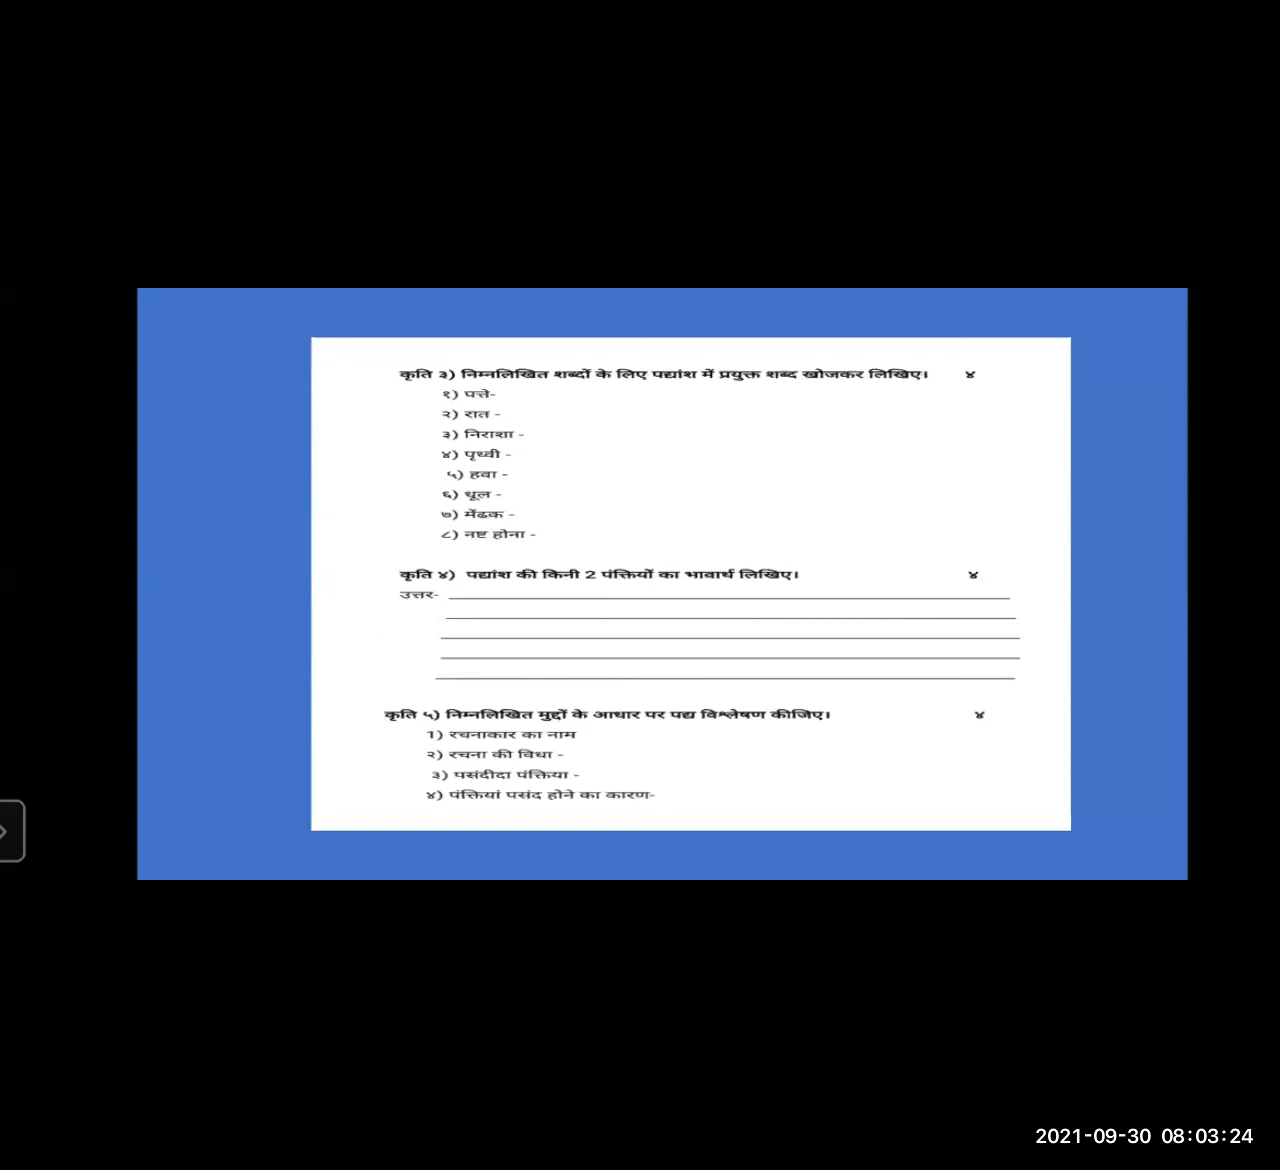 कृति ३) निम्नलिखित शब्दों के लिए पद्यांश में प्रयुक्त शब्द खोजकर लिखिए। ४
१) पत्ते-
२) रात -
३) निराशा -
४) पृथ्वी -
५) हवा -
६) धूल -
७) मेंढक -
८) नष्ट होना -
कृति ४) पद्यांश की किनी 2 पंक्तियों का भावार्थ लिखिए। ४
उत्तर-
कृति ५) निम्नलिखित मुद्दों के आधार पर पद्य विश्लेषण कीजिए। ४
1) रचनाकार का नाम
२) रचना की विधा -
३) पसंदीदा पंक्तिया -
४) पंक्तियां पसंद होने का कारण-
2021-09-30 08:03:24